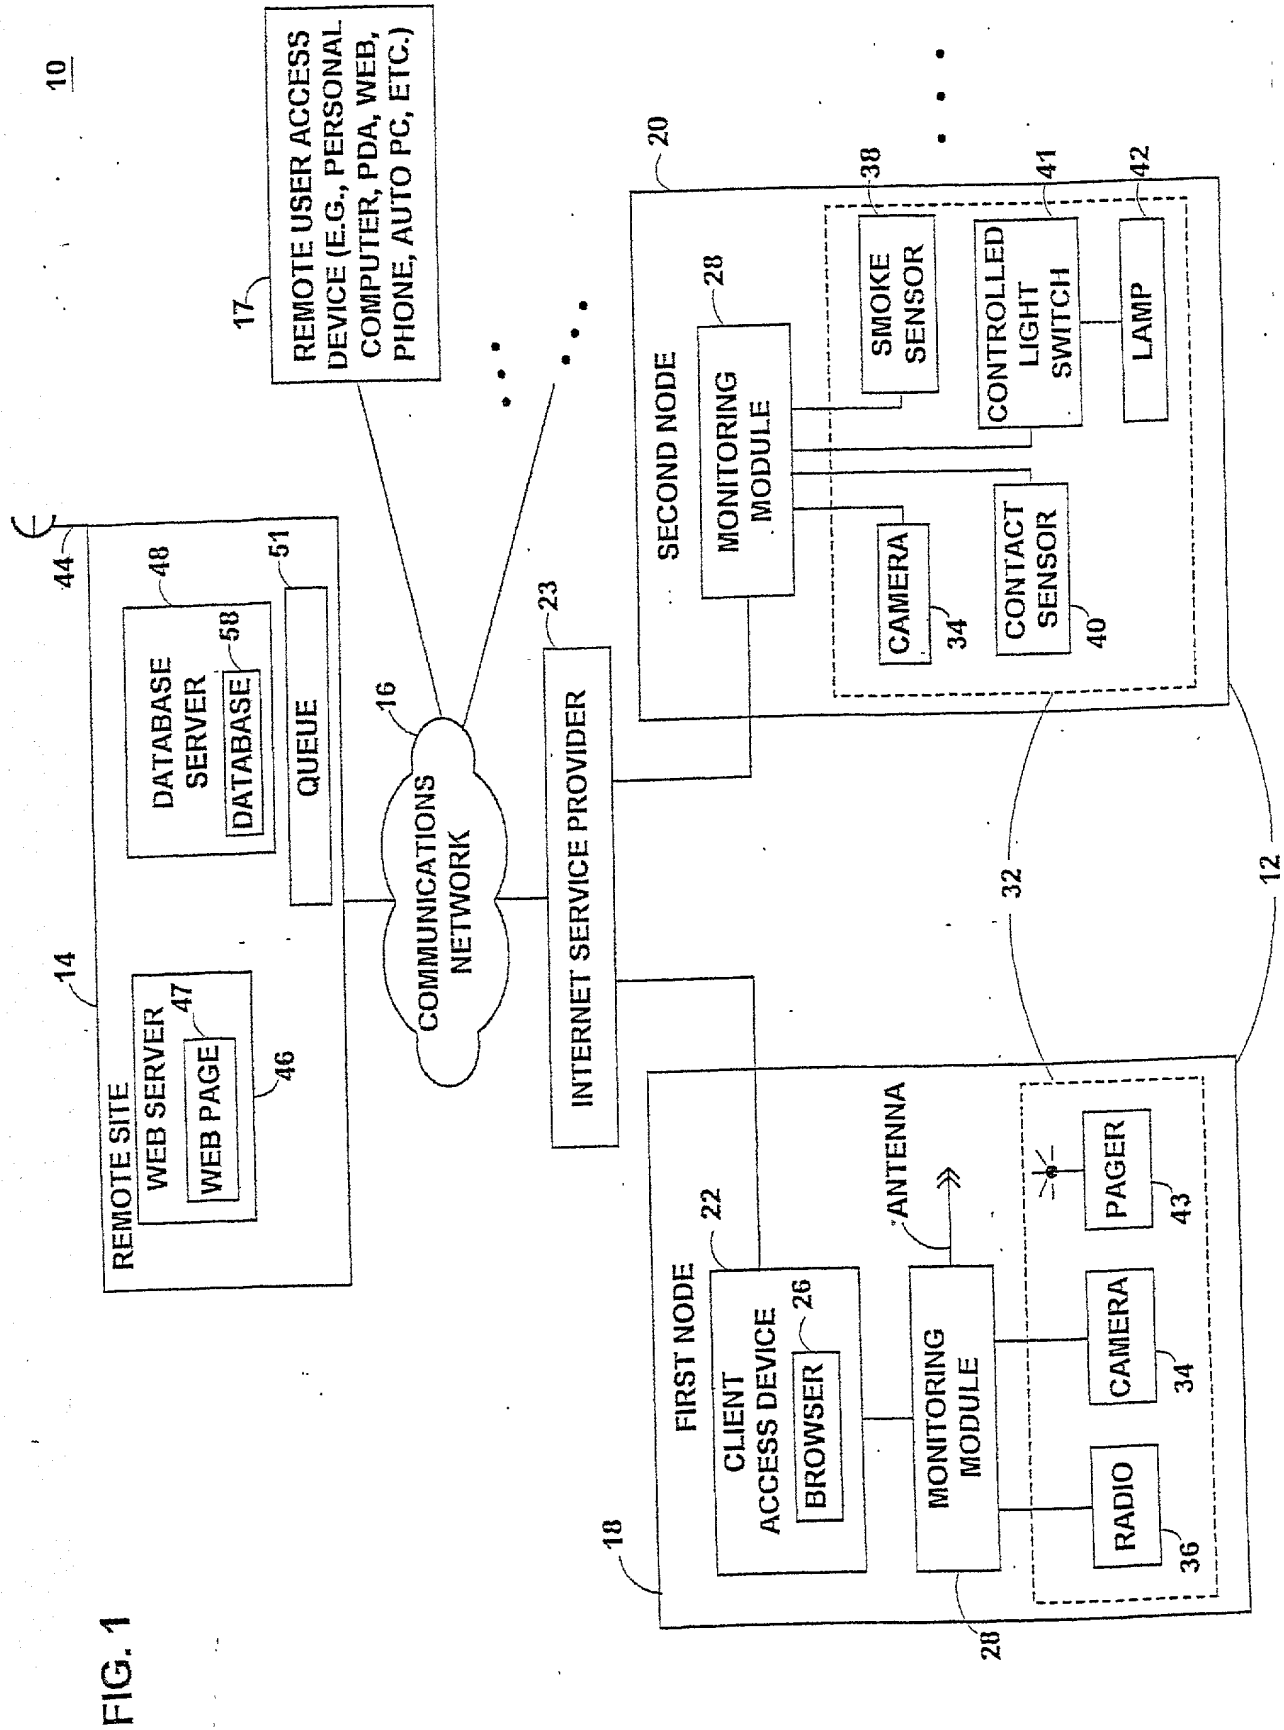 FIG. 1
10
REMOTE SITE
14
WEB SERVER
WEB PAGE
47
46
DATABASE
SERVER
DATABASE
48
58
44
QUEUE
51
COMMUNICATIONS
NETWORK
16
17
REMOTE USER ACCESS
DEVICE (E.G., PERSONAL
COMPUTER, PDA, WEB,
PHONE, AUTO PC, ETC.)
INTERNET SERVICE PROVIDER
23
18
FIRST NODE
CLIENT
ACCESS DEVICE
22
BROWSER
26
MONITORING
MODULE
28
ANTENNA
RADIO
36
CAMERA
34
PAGER
43
32
12
SECOND NODE
20
MONITORING
MODULE
28
CAMERA
34
SMOKE
SENSOR
38
CONTACT
SENSOR
40
CONTROLLED
LIGHT
SWITCH
41
LAMP
42